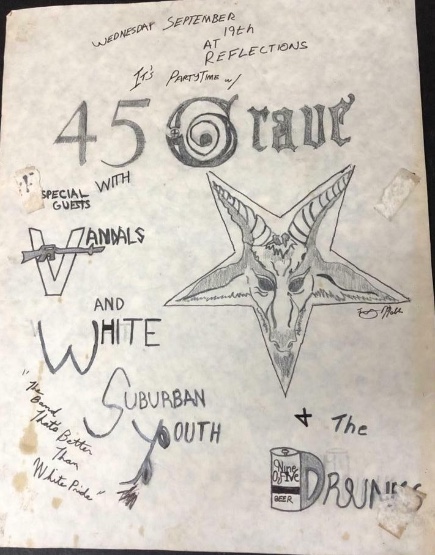 WEDNESDAY SEPTEMBER
19th
AT
REFLECTIONS
It's PARTYTIME w/
45 Grave
WITH
SPECIAL
GUESTS
VANDALS
AND
WHITE
SUBURBAN
YOUTH
"The
Band
That's Better
Than
White Pride"
+ The
BEER
DRUNKS